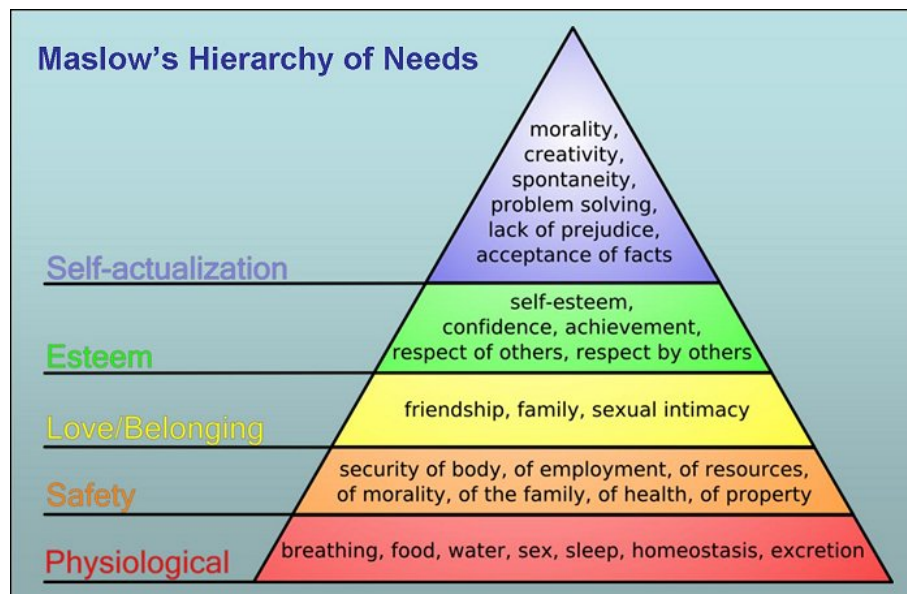 Maslow's Hierarchy of Needs
morality,
creativity,
spontaneity,
problem solving,
lack of prejudice,
acceptance of facts
Self-actualization
self-esteem,
confidence, achievement,
respect of others, respect by others
Esteem
friendship, family, sexual intimacy
Love/Belonging
security of body, of employment, of resources,
of morality, of the family, of health, of property
Safety
breathing, food, water, sex, sleep, homeostasis, excretion
Physiological